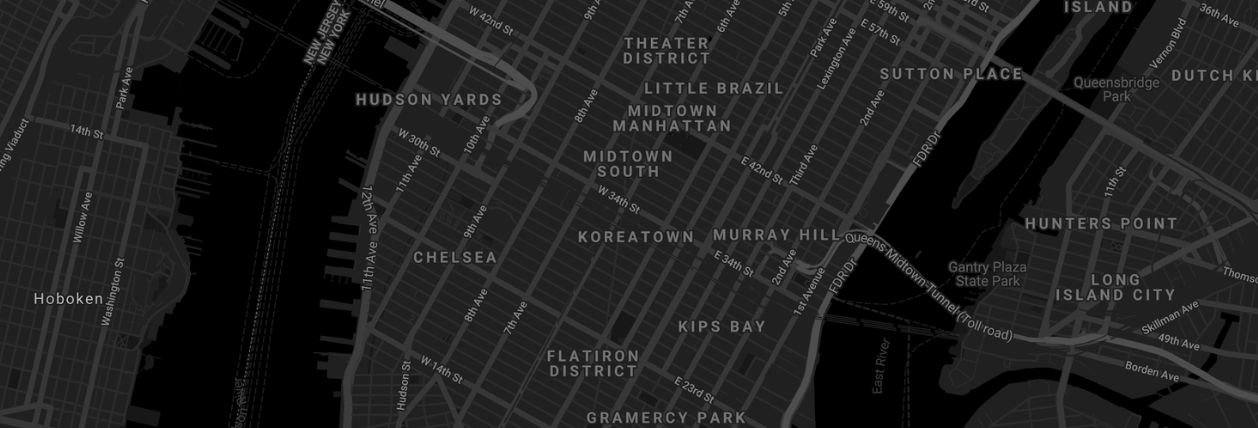 ISLAND
36th Ave
W 42nd St
9th
7th
6th Ave
5th
E 59th St
E 57th St
Park Ave
Lexington Ave
NEW JERSEY
NEW YORK
THEATER
DISTRICT
Vernon Blvd
Park Ave
SUTTON PLACE
Queensbridge
Park
DUTCH KI
LITTLE BRAZIL
HUDSON YARDS
8th Ave
2nd Ave
MIDTOWN
MANHATTAN
14th St
ing Viaduct
W 30th St
10th Ave
FDR Dr
MIDTOWN
SOUTH
E 42nd St
Third Ave
11th Ave
11th St
W 34th St
Willow Ave
12th Ave
9th Ave
HUNTERS POINT
KOREATOWN
MURRAY HILL
Queens-Midtown-Tunnel (Toll road)
CHELSEA
E 34th St
2nd Ave
FDR Dr
Gantry Plaza
State Park
LONG
ISLAND CITY
Thoms
11th Ave
Hoboken
Washington St
8th Ave
7th Ave
1st Avenue
KIPS BAY
Skillman Ave
49th Ave
FLATIRON
DISTRICT
East River
W 14th St
Hudson St
E 23rd St
Borden Ave
GRAMERCY PARK